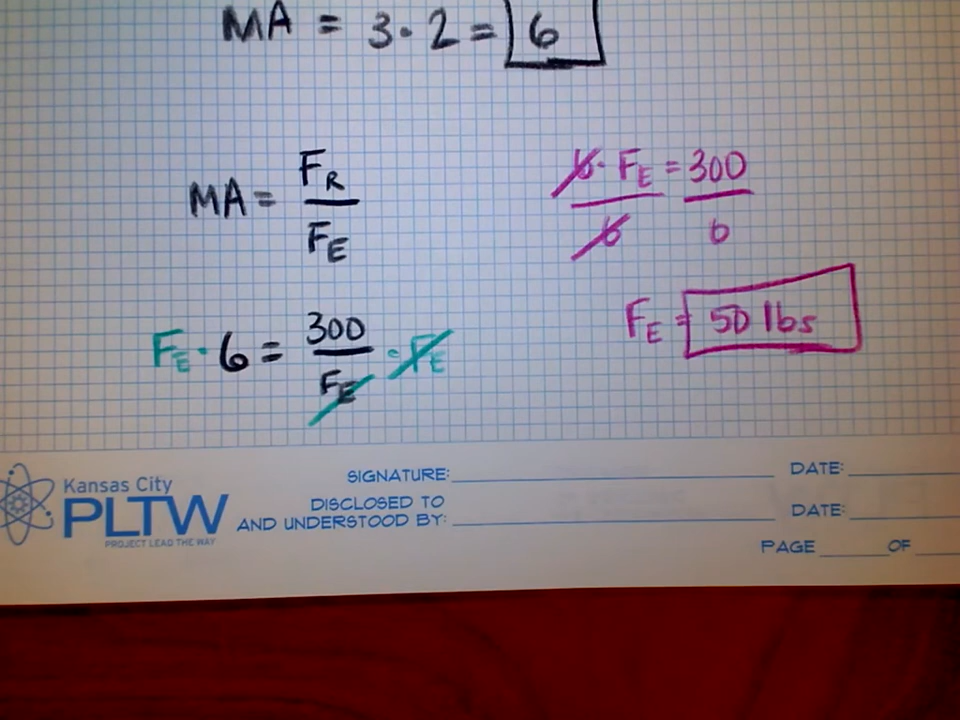 MA = 3 · 2 = 6
MA = F_R / F_E
F_E · 6 = 300 / F_E · F_E
6 · F_E / 6 = 300 / 6
F_E = 50 lbs
Kansas City
PLTW
PROJECT LEAD THE WAY
SIGNATURE:
DISCLOSED TO
AND UNDERSTOOD BY:
DATE:
DATE:
PAGE OF